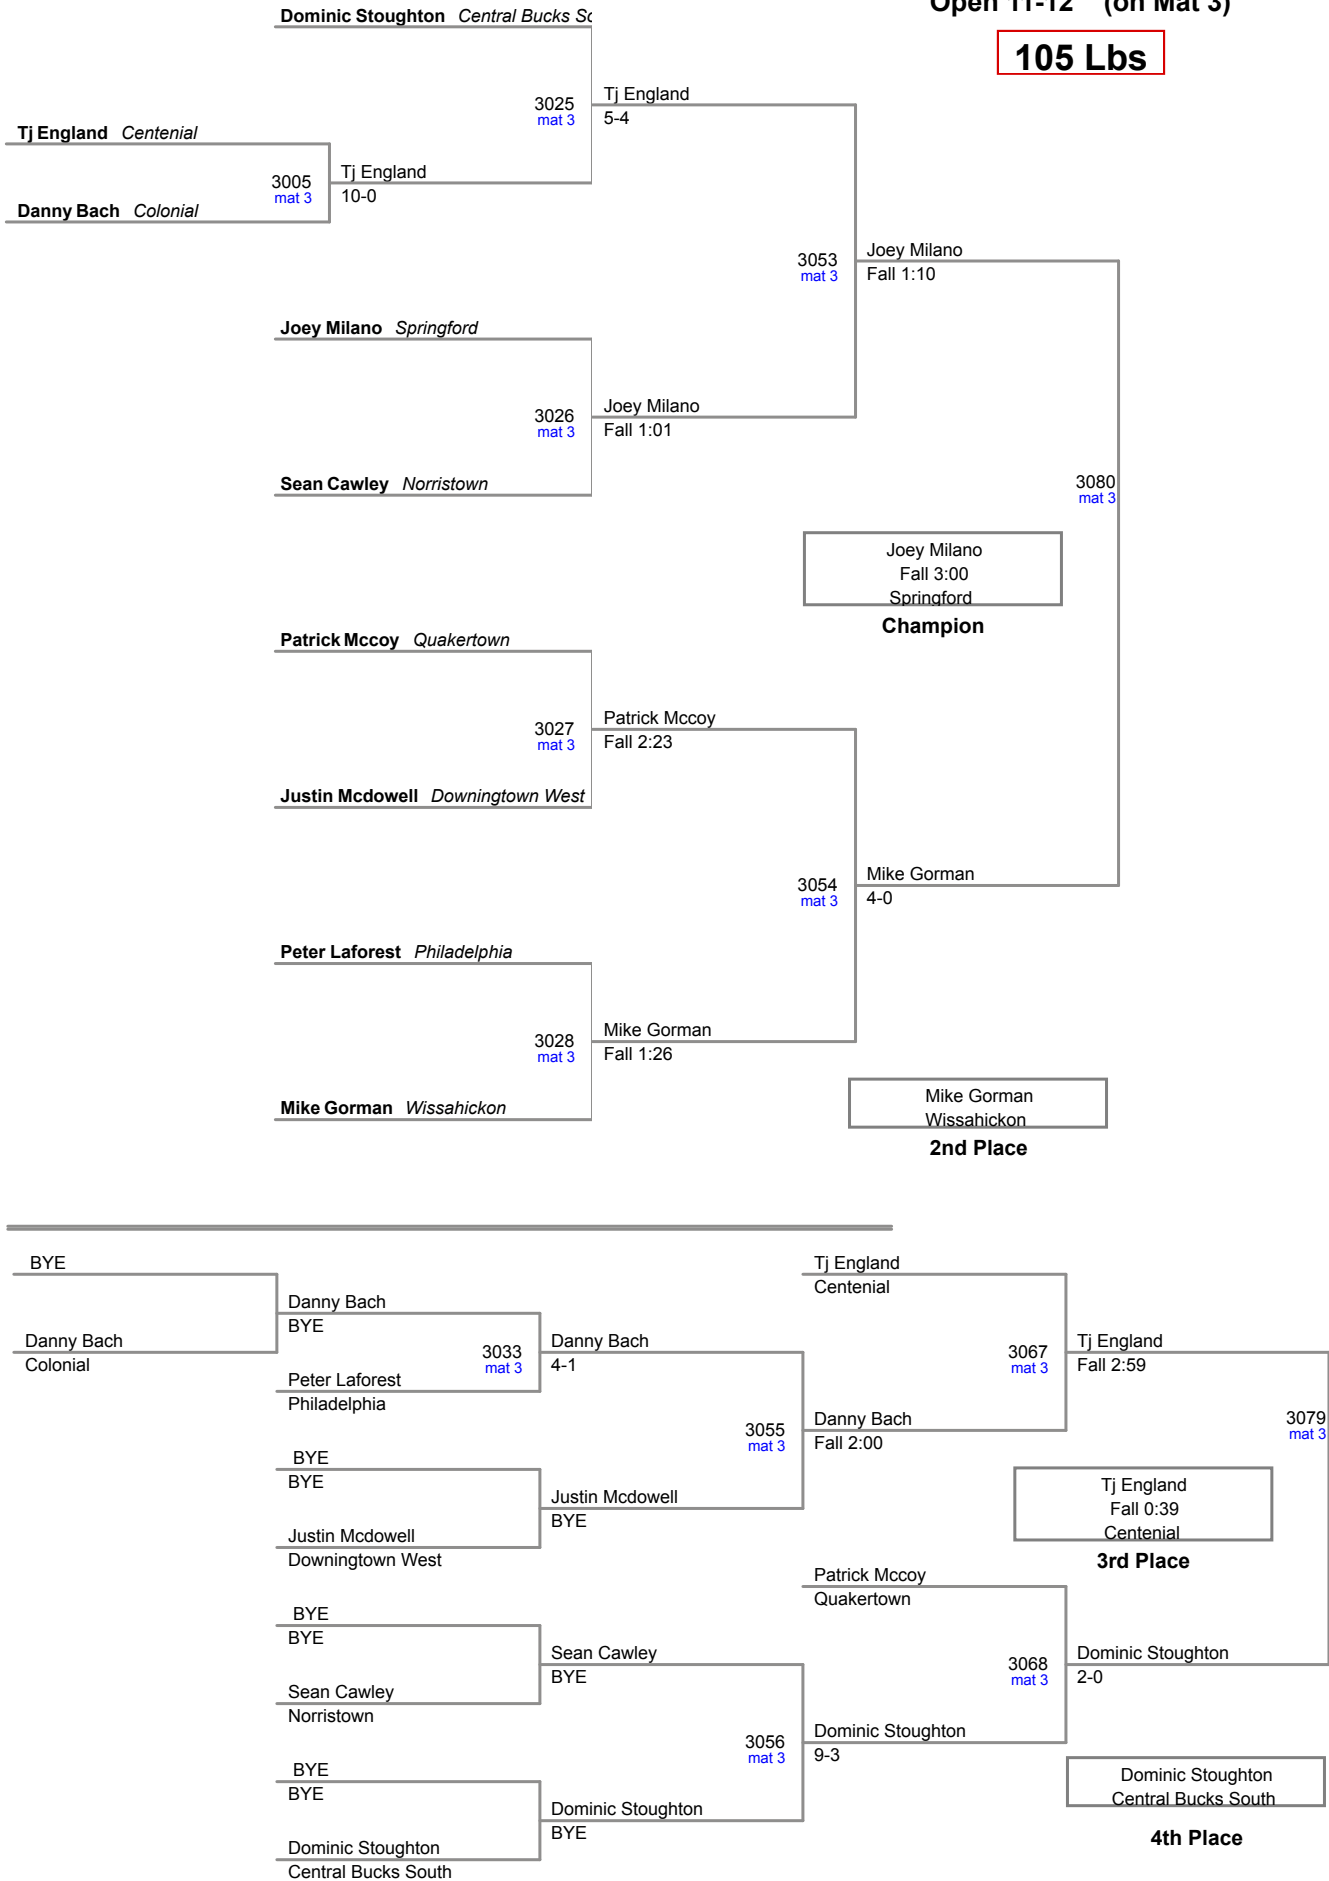 Open 11-12 (on Mat 3)
105 Lbs
Dominic Stoughton Central Bucks So
3025 Tj England
mat 3 5-4
Tj England Centenial
3005 Tj England
mat 3 10-0
Danny Bach Colonial
3053 Joey Milano
mat 3 Fall 1:10
Joey Milano Springford
3026 Joey Milano
mat 3 Fall 1:01
Sean Cawley Norristown
3080
mat 3
Joey Milano
Fall 3:00
Springford
Champion
Patrick Mccoy Quakertown
3027 Patrick Mccoy
mat 3 Fall 2:23
Justin Mcdowell Downingtown West
3054 Mike Gorman
mat 3 4-0
Peter Laforest Philadelphia
3028 Mike Gorman
mat 3 Fall 1:26
Mike Gorman Wissahickon
Mike Gorman
Wissahickon
2nd Place
BYE
Danny Bach
Colonial
Danny Bach
BYE
3033 Danny Bach
mat 3 4-1
Peter Laforest
Philadelphia
BYE
BYE
Justin Mcdowell
BYE
Justin Mcdowell
Downingtown West
3055 Danny Bach
mat 3 Fall 2:00
Tj England
Centenial
3067 Tj England
mat 3 Fall 2:59
3079
mat 3
Tj England
Fall 0:39
Centenial
3rd Place
BYE
BYE
Sean Cawley
BYE
Sean Cawley
Norristown
3056 Dominic Stoughton
mat 3 9-3
BYE
BYE
Dominic Stoughton
BYE
Dominic Stoughton
Central Bucks South
Patrick Mccoy
Quakertown
3068 Dominic Stoughton
mat 3 2-0
Dominic Stoughton
Central Bucks South
4th Place